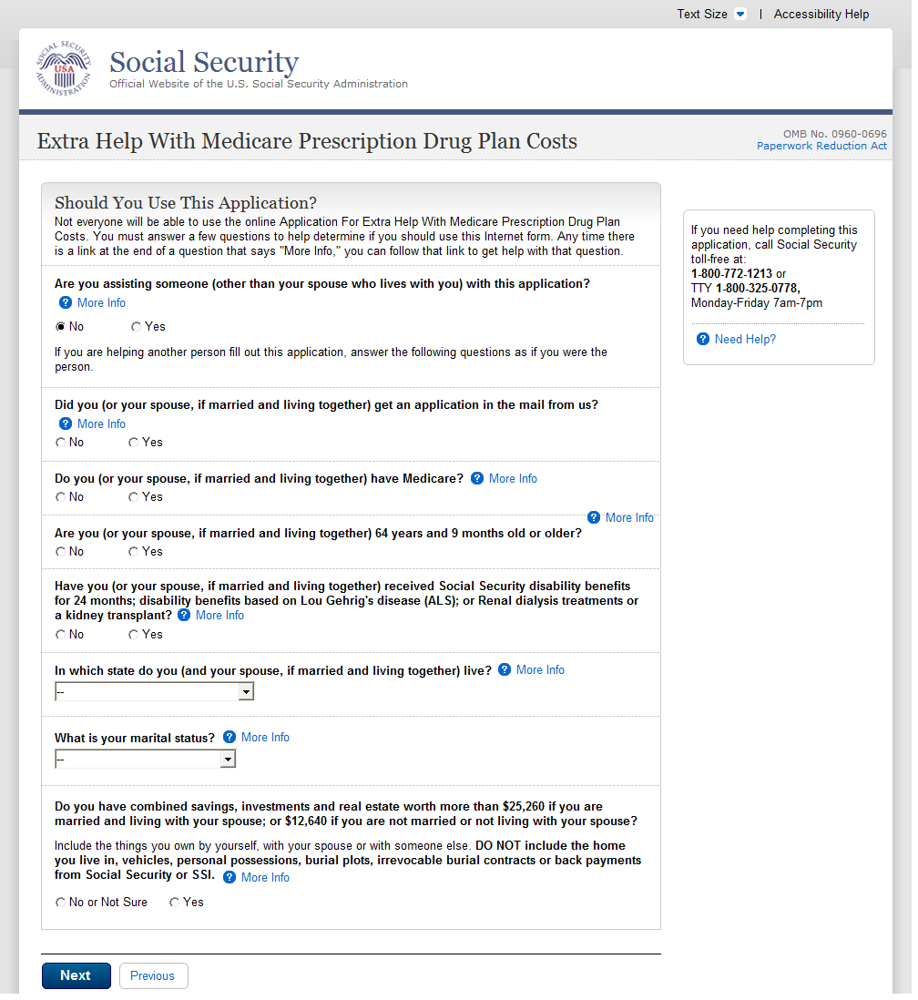 Text Size | Accessibility Help
SOCIAL SECURITY ADMINISTRATION
USA
Social Security
Official Website of the U.S. Social Security Administration
Extra Help With Medicare Prescription Drug Plan Costs
OMB No. 0960-0696
Paperwork Reduction Act
Should You Use This Application?
Not everyone will be able to use the online Application For Extra Help With Medicare Prescription Drug Plan
Costs. You must answer a few questions to help determine if you should use this Internet form. Any time there
is a link at the end of a question that says "More Info," you can follow that link to get help with that question.
Are you assisting someone (other than your spouse who lives with you) with this application?
? More Info
No Yes
If you are helping another person fill out this application, answer the following questions as if you were the
person.
Did you (or your spouse, if married and living together) get an application in the mail from us?
? More Info
No Yes
Do you (or your spouse, if married and living together) have Medicare? ? More Info
No Yes
? More Info
Are you (or your spouse, if married and living together) 64 years and 9 months old or older?
No Yes
Have you (or your spouse, if married and living together) received Social Security disability benefits
for 24 months; disability benefits based on Lou Gehrig's disease (ALS); or Renal dialysis treatments or
a kidney transplant? ? More Info
No Yes
In which state do you (and your spouse, if married and living together) live? ? More Info
--
What is your marital status? ? More Info
--
Do you have combined savings, investments and real estate worth more than $25,260 if you are
married and living with your spouse; or $12,640 if you are not married or not living with your spouse?
Include the things you own by yourself, with your spouse or with someone else. DO NOT include the home
you live in, vehicles, personal possessions, burial plots, irrevocable burial contracts or back payments
from Social Security or SSI. ? More Info
No or Not Sure Yes
Next Previous
If you need help completing this
application, call Social Security
toll-free at:
1-800-772-1213 or
TTY 1-800-325-0778,
Monday-Friday 7am-7pm
? Need Help?